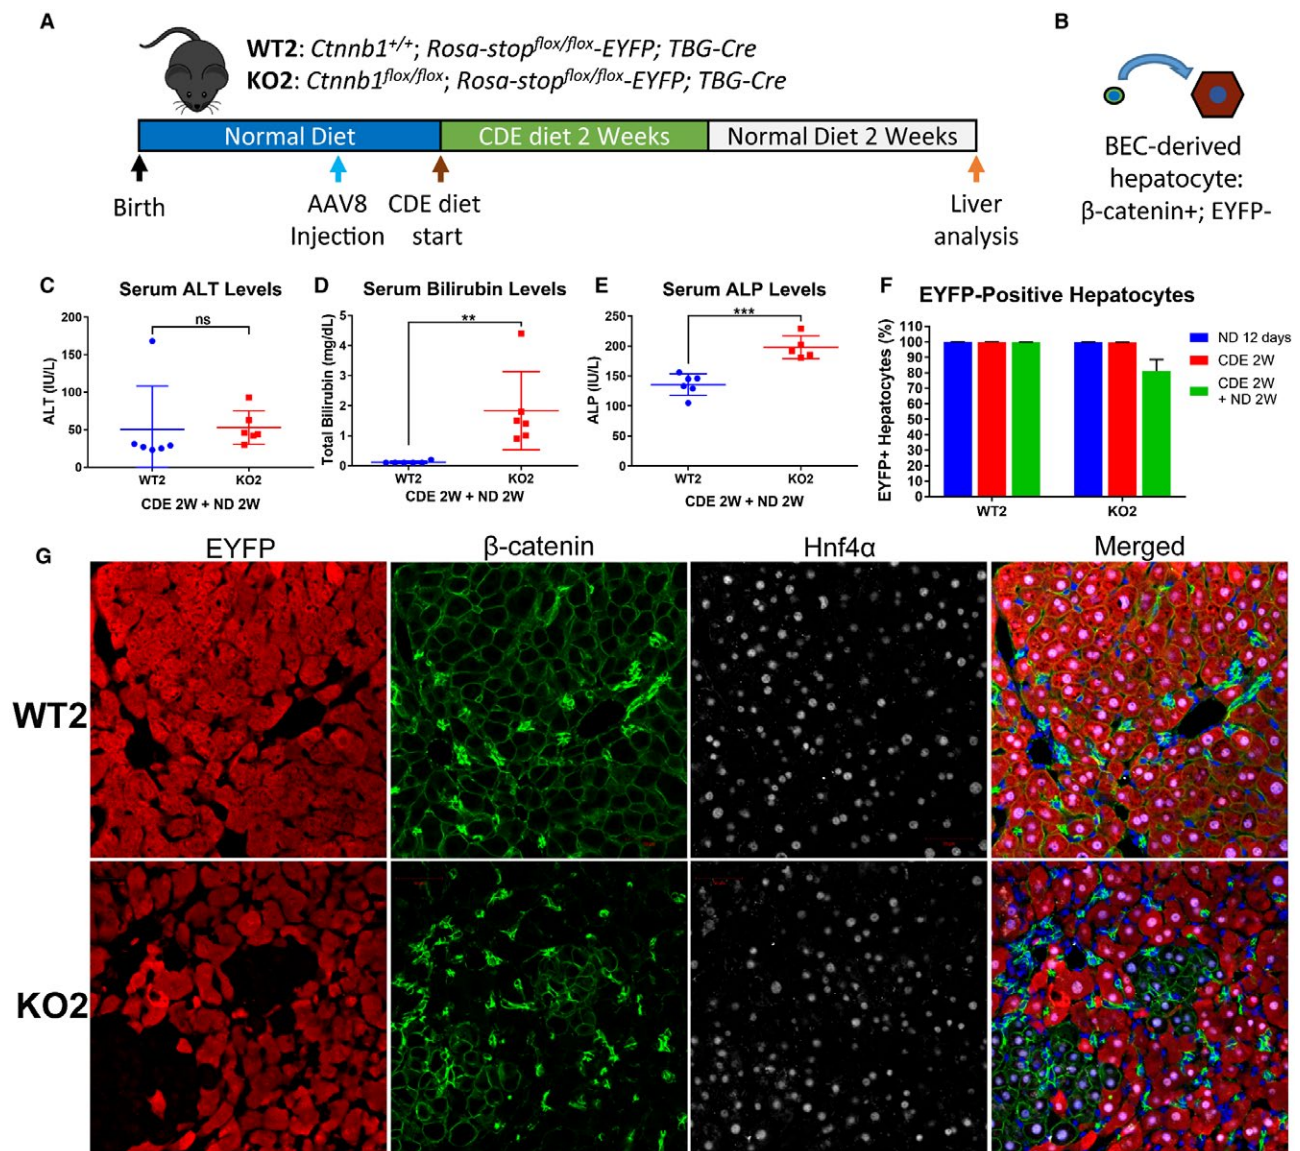 A
WT2: Ctnnb1+/+; Rosa-stopflox/flox-EYFP; TBG-Cre
KO2: Ctnnb1flox/flox; Rosa-stopflox/flox-EYFP; TBG-Cre
Normal Diet
CDE diet 2 Weeks
Normal Diet 2 Weeks
Birth
AAV8
Injection
CDE diet
start
Liver
analysis
B
BEC-derived
hepatocyte:
β-catenin+; EYFP-
C
Serum ALT Levels
ALT (IU/L)
200
150
100
50
0
ns
WT2
KO2
CDE 2W + ND 2W
D
Serum Bilirubin Levels
Total Bilirubin (mg/dL)
5
4
3
2
1
0
**
WT2
KO2
CDE 2W + ND 2W
E
Serum ALP Levels
ALP (IU/L)
250
200
150
100
50
0
***
WT2
KO2
CDE 2W + ND 2W
F
EYFP-Positive Hepatocytes
EYFP+ Hepatocytes (%)
110
100
90
80
70
60
50
40
30
20
10
0
WT2
KO2
ND 12 days
CDE 2W
CDE 2W
+ ND 2W
G
EYFP
β-catenin
Hnf4α
Merged
WT2
KO2